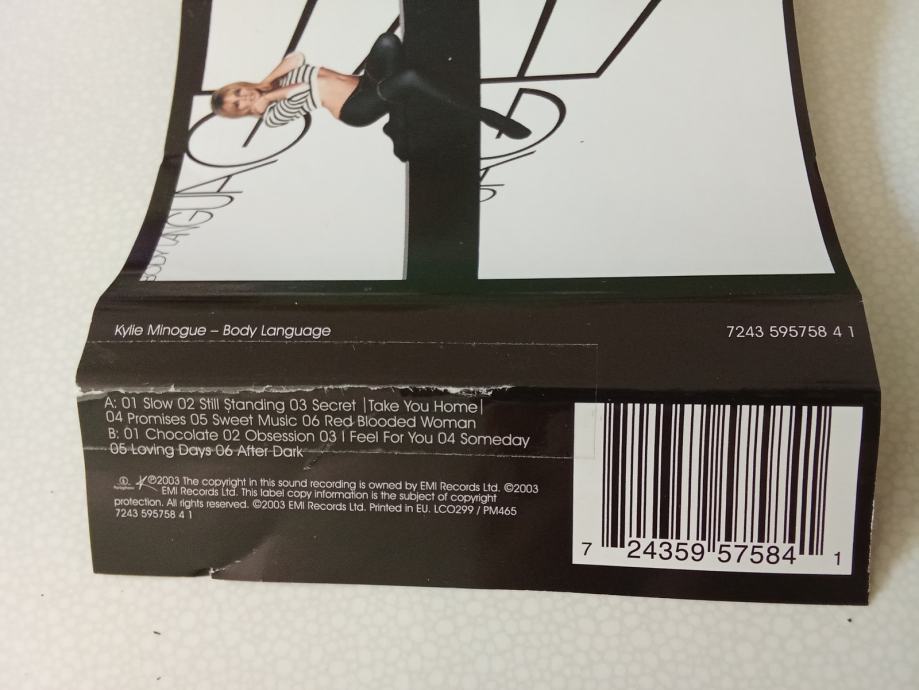 BODY LANGUAG
Kylie Minogue – Body Language
7243 595758 4 1
A: 01 Slow 02 Still Standing 03 Secret |Take You Home|
04 Promises 05 Sweet Music 06 Red Blooded Woman
B: 01 Chocolate 02 Obsession 03 I Feel For You 04 Someday
05 Loving Days 06 After Dark
℗2003 The copyright in this sound recording is owned by EMI Records Ltd. ©2003
EMI Records Ltd. This label copy information is the subject of copyright
protection. All rights reserved. ©2003 EMI Records Ltd. Printed in EU. LC0299 / PM465
7243 595758 4 1
7 24359 57584 1